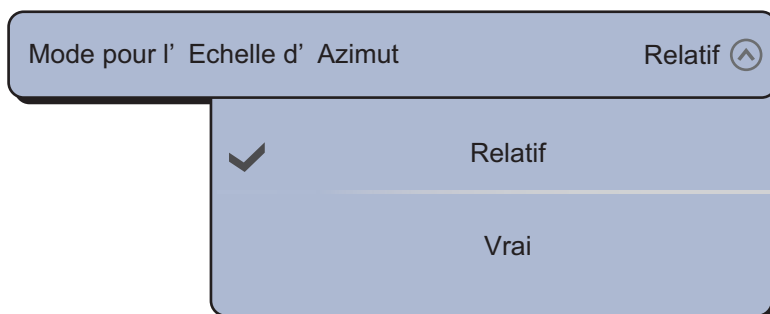 Mode pour l’ Echelle d’ Azimut Relatif
Relatif
Vrai